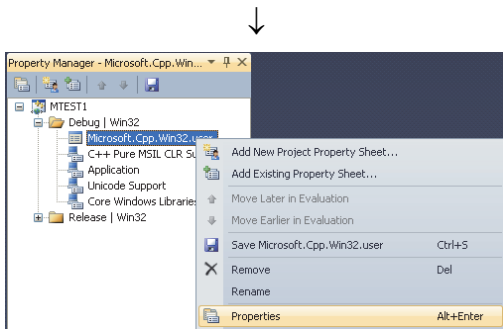 Property Manager - Microsoft.Cpp.Win...
MTEST1
Debug | Win32
Microsoft.Cpp.Win32.user
C++ Pure MSIL CLR Su
Application
Unicode Support
Core Windows Libraries
Release | Win32
Add New Project Property Sheet...
Add Existing Property Sheet...
Move Later in Evaluation
Move Earlier in Evaluation
Save Microsoft.Cpp.Win32.user Ctrl+S
Remove Del
Rename
Properties Alt+Enter